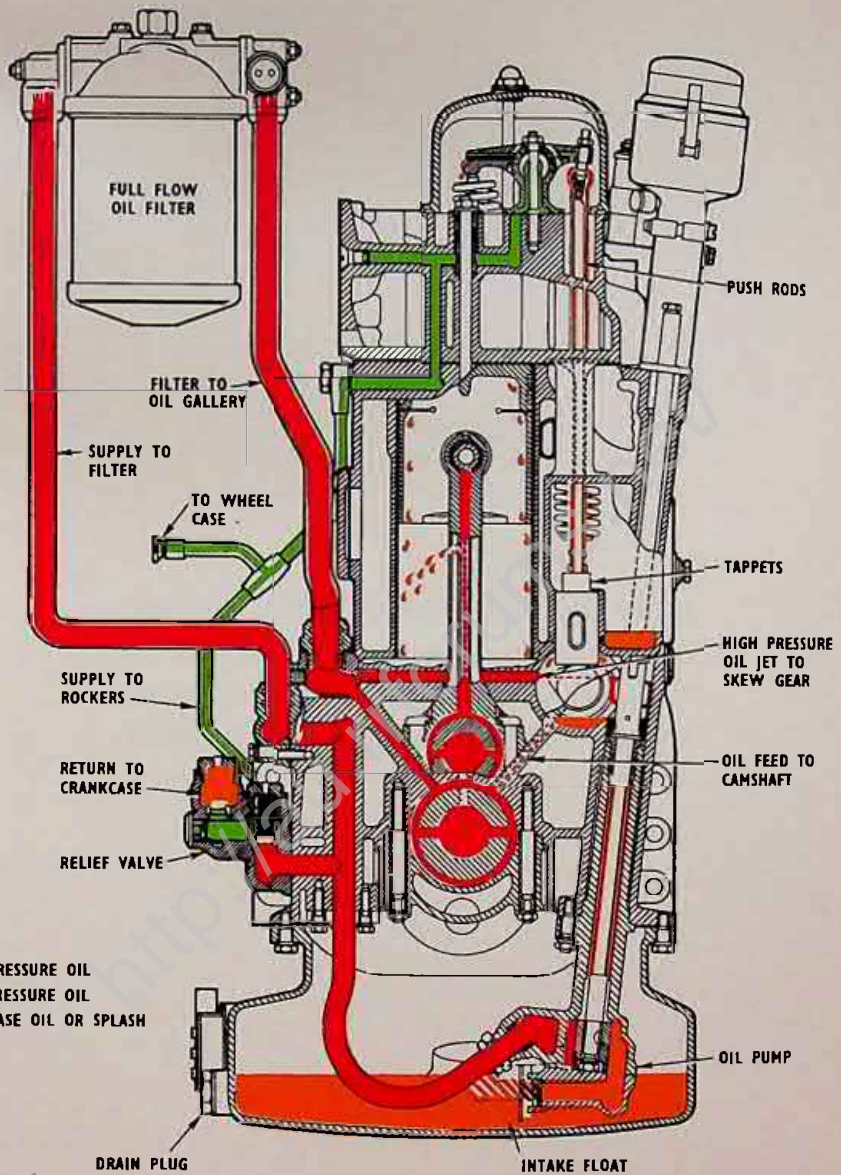 FULL FLOW
OIL FILTER
PUSH RODS
FILTER TO
OIL GALLERY
SUPPLY TO
FILTER
TO WHEEL
CASE
TAPPETS
HIGH PRESSURE
OIL JET TO
SKEW GEAR
SUPPLY TO
ROCKERS
OIL FEED TO
CAMSHAFT
RETURN TO
CRANKCASE
RELIEF VALVE
RESSURE OIL
RESSURE OIL
ASE OIL OR SPLASH
OIL PUMP
DRAIN PLUG
INTAKE FLOAT